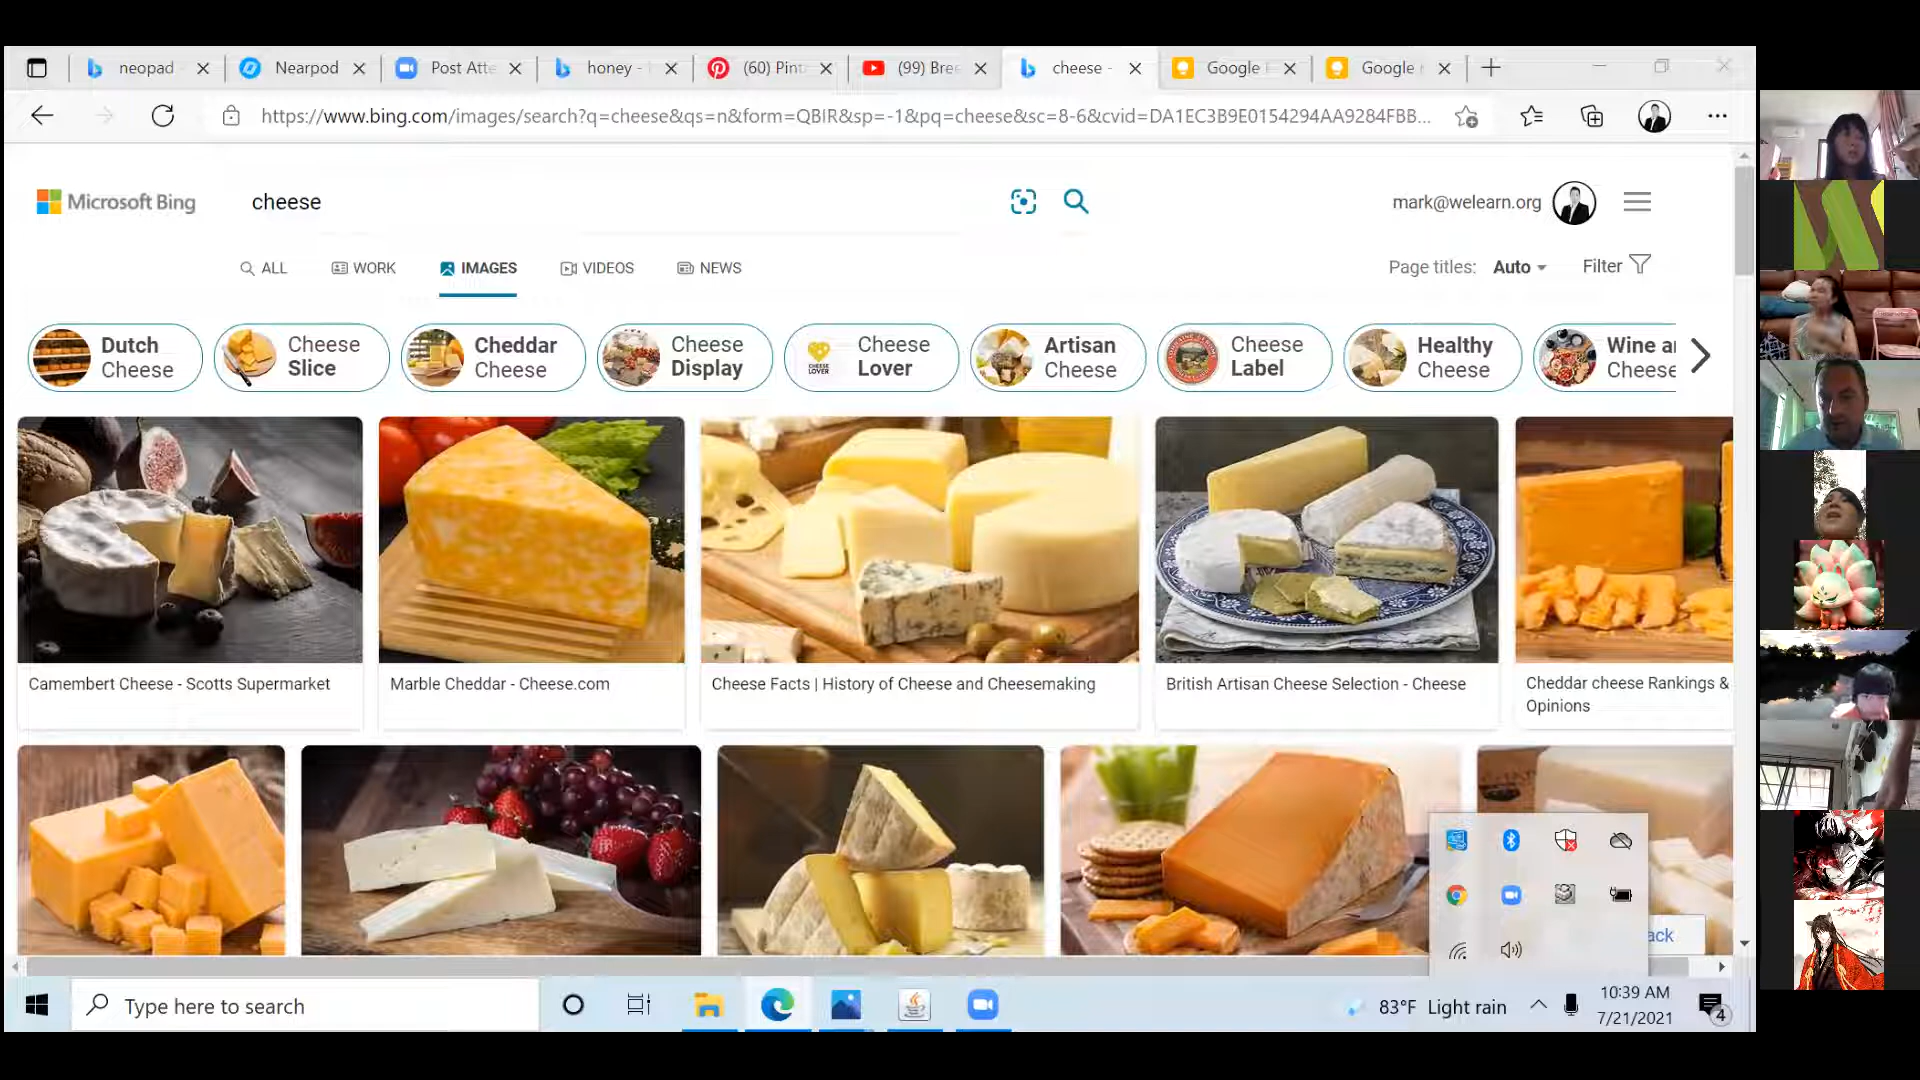 neopad
Nearpod
Post Atte
honey -
(60) Pint
(99) Bree
cheese -
Google
Google
https://www.bing.com/images/search?q=cheese&qs=n&form=QBIR&sp=-1&pq=cheese&sc=8-6&cvid=DA1EC3B9E0154294AA9284FBB...
Microsoft Bing
cheese
mark@welearn.org
ALL
WORK
IMAGES
VIDEOS
NEWS
Page titles: Auto
Filter
Dutch
Cheese
Cheese
Slice
Cheddar
Cheese
Cheese
Display
CHEESE
LOVER
Cheese
Lover
Artisan
Cheese
Cheese
Label
Healthy
Cheese
Wine a
Cheese
Camembert Cheese - Scotts Supermarket
Marble Cheddar - Cheese.com
Cheese Facts | History of Cheese and Cheesemaking
British Artisan Cheese Selection - Cheese
Cheddar cheese Rankings &
Opinions
ack
Type here to search
83°F Light rain
10:39 AM
7/21/2021
4